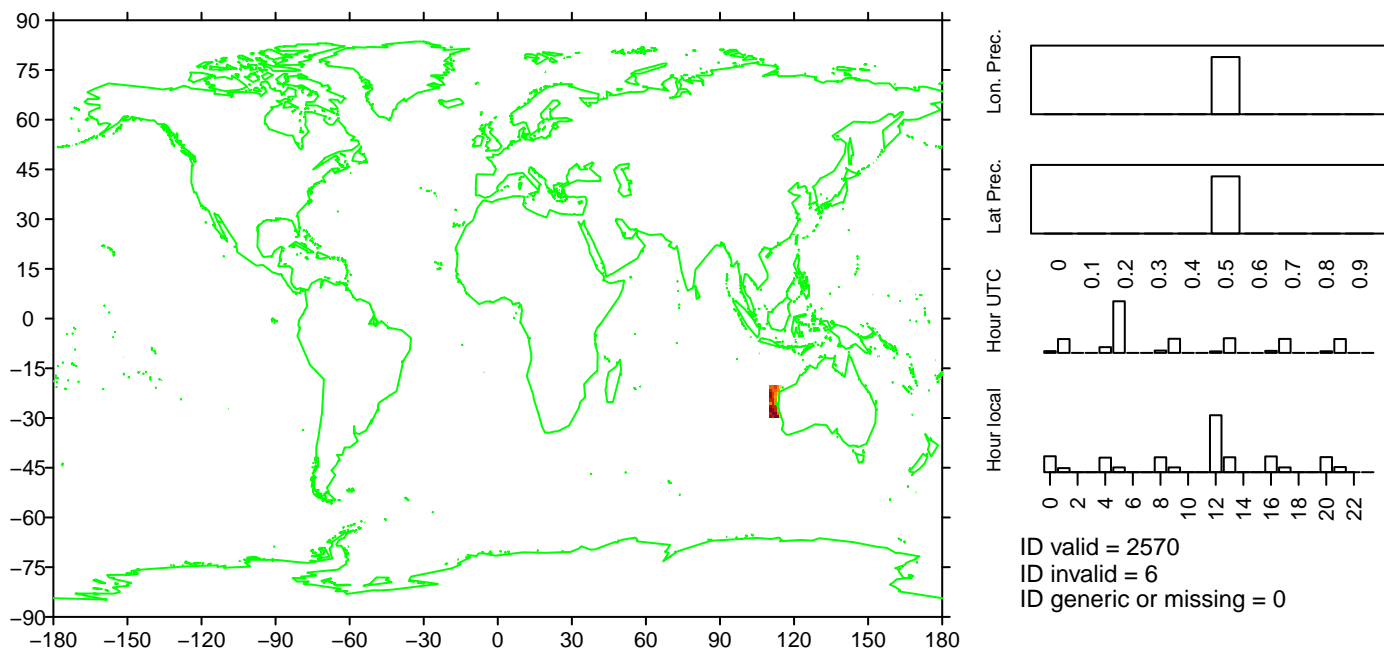 90
75
60
45
30
15
0
−15
−30
−45
−60
−75
−90
−180 −150 −120 −90 −60 −30 0 30 60 90 120 150 180
Lon. Prec.
Lat Prec.
0 0.1 0.2 0.3 0.4 0.5 0.6 0.7 0.8 0.9
Hour UTC
Hour local
0 2 4 6 8 10 12 14 16 18 20 22
ID valid = 2570
ID invalid = 6
ID generic or missing = 0